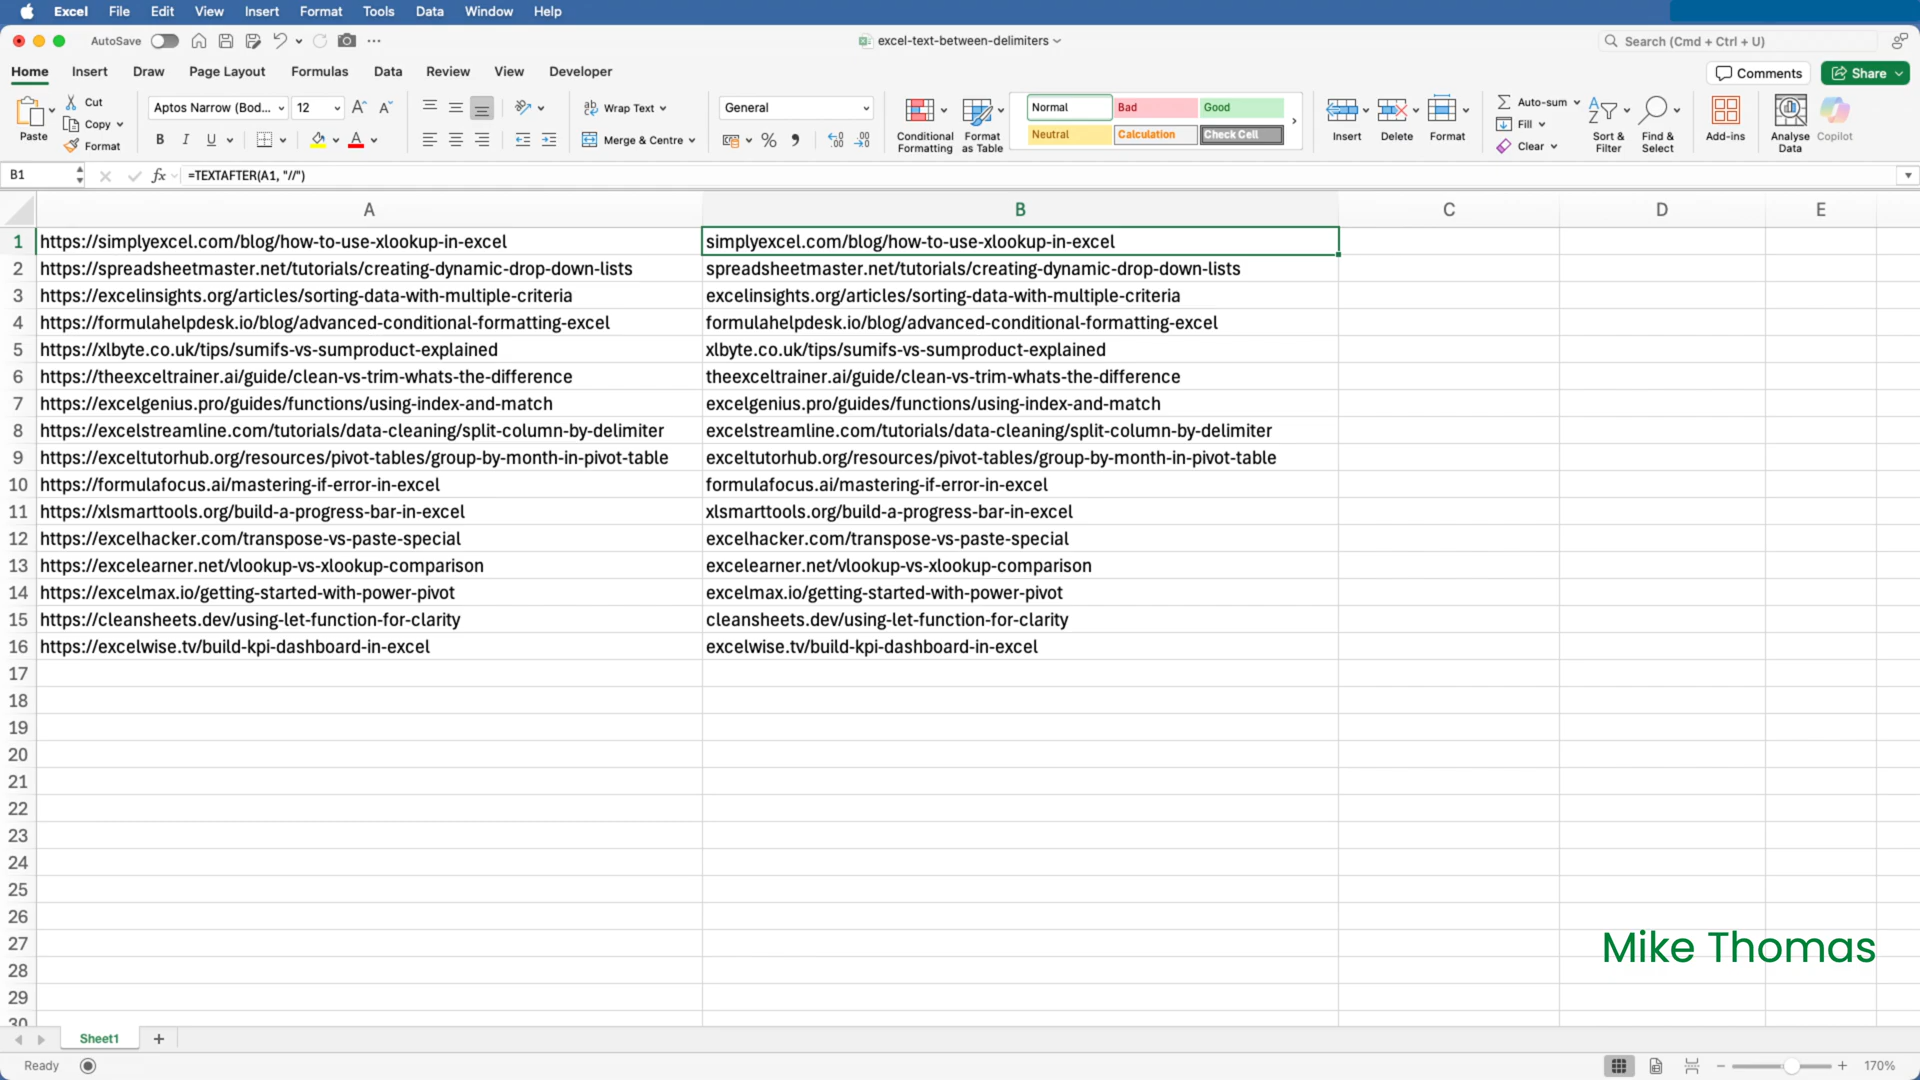 Excel File Edit View Insert Format Tools Data Window Help
AutoSave excel-text-between-delimiters Search (Cmd + Ctrl + U)
Home Insert Draw Page Layout Formulas Data Review View Developer Comments Share
Paste Cut Copy Format
Aptos Narrow (Bod... 12
B I U
Wrap Text
Merge & Centre
General
Conditional Formatting
Format as Table
Normal Bad Good
Neutral Calculation Check Cell
Insert Delete Format
Auto-sum
Fill
Clear
Sort & Filter
Find & Select
Add-ins
Analyse Data
Copilot
B1 fx =TEXTAFTER(A1, "//")
A B C D E
1 https://simplyexcel.com/blog/how-to-use-xlookup-in-excel simplyexcel.com/blog/how-to-use-xlookup-in-excel
2 https://spreadsheetmaster.net/tutorials/creating-dynamic-drop-down-lists spreadsheetmaster.net/tutorials/creating-dynamic-drop-down-lists
3 https://excelinsights.org/articles/sorting-data-with-multiple-criteria excelinsights.org/articles/sorting-data-with-multiple-criteria
4 https://formulahelpdesk.io/blog/advanced-conditional-formatting-excel formulahelpdesk.io/blog/advanced-conditional-formatting-excel
5 https://xlbyte.co.uk/tips/sumifs-vs-sumproduct-explained xlbyte.co.uk/tips/sumifs-vs-sumproduct-explained
6 https://theexceltrainer.ai/guide/clean-vs-trim-whats-the-difference theexceltrainer.ai/guide/clean-vs-trim-whats-the-difference
7 https://excelgenius.pro/guides/functions/using-index-and-match excelgenius.pro/guides/functions/using-index-and-match
8 https://excelstreamline.com/tutorials/data-cleaning/split-column-by-delimiter excelstreamline.com/tutorials/data-cleaning/split-column-by-delimiter
9 https://exceltutorhub.org/resources/pivot-tables/group-by-month-in-pivot-table exceltutorhub.org/resources/pivot-tables/group-by-month-in-pivot-table
10 https://formulafocus.ai/mastering-if-error-in-excel formulafocus.ai/mastering-if-error-in-excel
11 https://xlsmarttools.org/build-a-progress-bar-in-excel xlsmarttools.org/build-a-progress-bar-in-excel
12 https://excelhacker.com/transpose-vs-paste-special excelhacker.com/transpose-vs-paste-special
13 https://excelearner.net/vlookup-vs-xlookup-comparison excelearner.net/vlookup-vs-xlookup-comparison
14 https://excelmax.io/getting-started-with-power-pivot excelmax.io/getting-started-with-power-pivot
15 https://cleansheets.dev/using-let-function-for-clarity cleansheets.dev/using-let-function-for-clarity
16 https://excelwise.tv/build-kpi-dashboard-in-excel excelwise.tv/build-kpi-dashboard-in-excel
17
18
19
20
21
22
23
24
25
26
27
Mike Thomas
28
29
30
Sheet1
Ready 170%